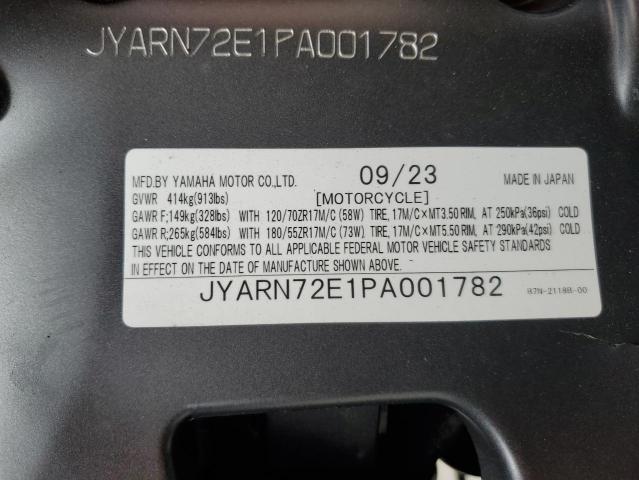 JYARN72E1PA001782
MFD.BY YAMAHA MOTOR CO.,LTD. 09/23 MADE IN JAPAN
GVWR 414kg(913lbs) [MOTORCYCLE]
GAWR F;149kg(328lbs) WITH 120/70ZR17M/C (58W) TIRE, 17M/C×MT3.50 RIM, AT 250kPa(36psi) COLD
GAWR R;265kg(584lbs) WITH 180/55ZR17M/C (73W) TIRE, 17M/C×MT5.50 RIM, AT 290kPa(42psi) COLD
THIS VEHICLE CONFORMS TO ALL APPLICABLE FEDERAL MOTOR VEHICLE SAFETY STANDARDS
IN EFFECT ON THE DATE OF MANUFACTURE SHOWN ABOVE.
JYARN72E1PA001782 B7N-2118B-00